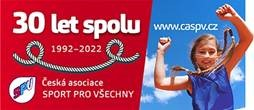 30 let spolu
www.caspv.cz
1992–2022
Česká asociace
SPORT PRO VŠECHNY